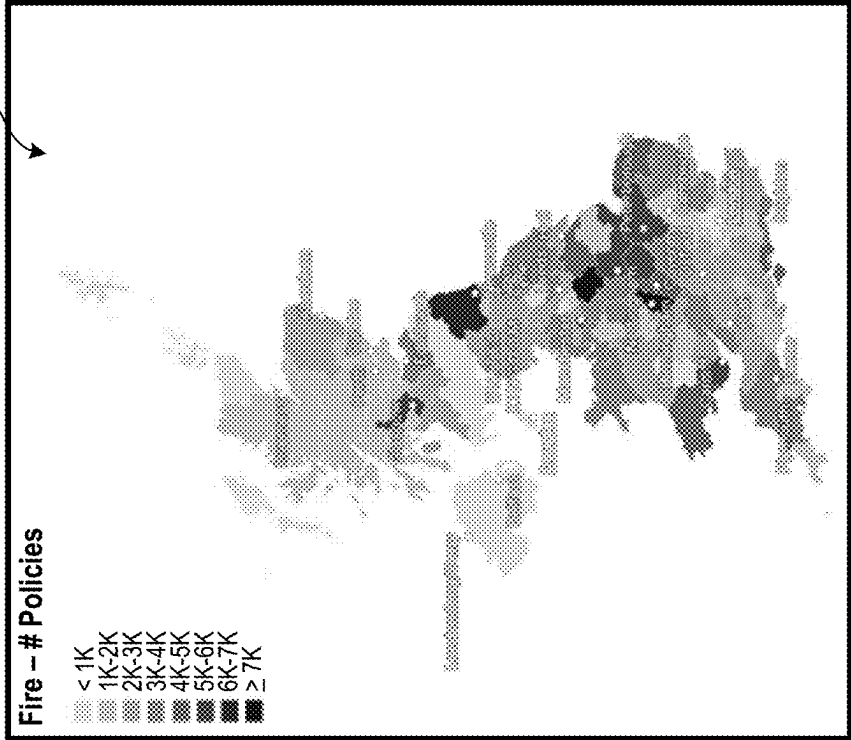 Fire – # Policies
< 1K
1K-2K
2K-3K
3K-4K
4K-5K
5K-6K
6K-7K
≥ 7K